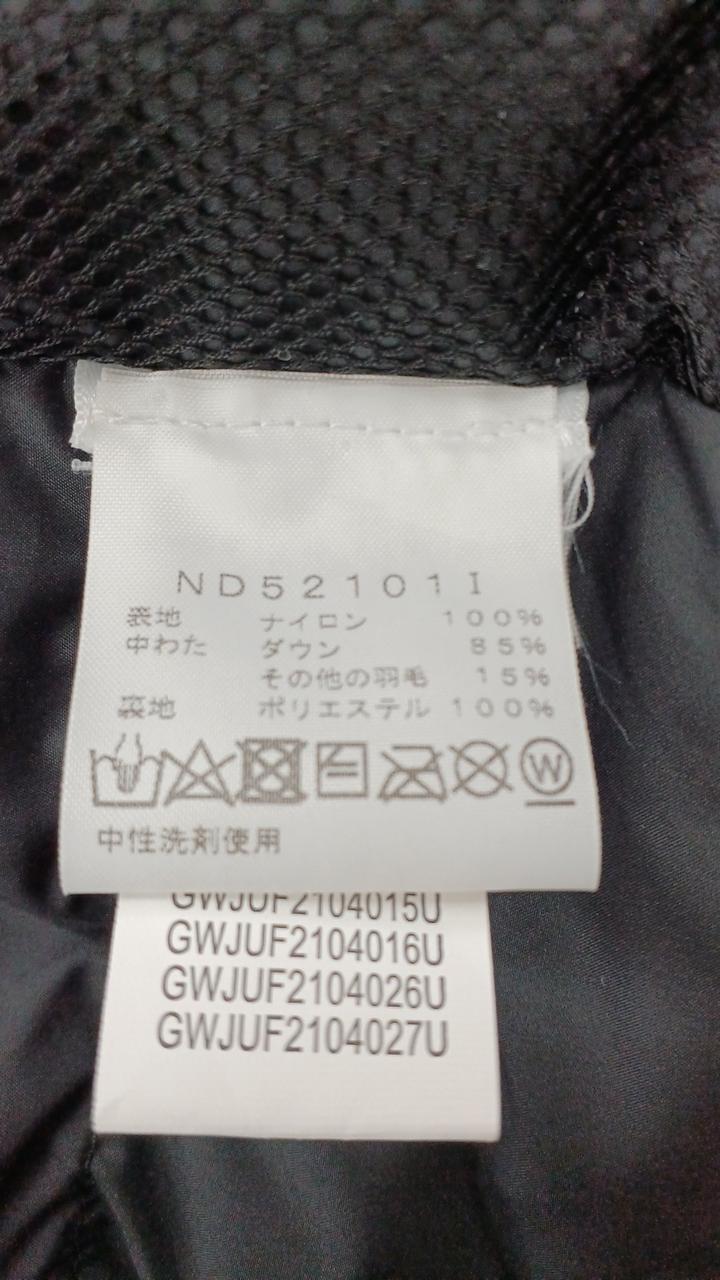 ND52101I
表地 ナイロン 100%
中わた ダウン 85%
その他の羽毛 15%
裏地 ポリエステル 100%
W
中性洗剤使用
GWJUF2104015U
GWJUF2104016U
GWJUF2104026U
GWJUF2104027U